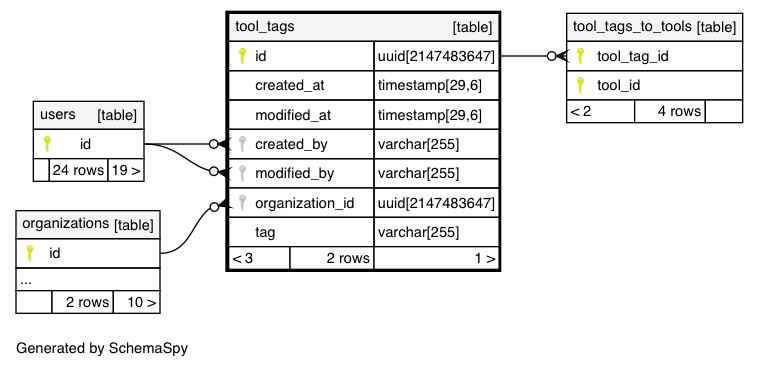 users [table]
id
24 rows 19 >
organizations [table]
id
...
2 rows 10 >
tool_tags [table]
id uuid[2147483647]
created_at timestamp[29,6]
modified_at timestamp[29,6]
created_by varchar[255]
modified_by varchar[255]
organization_id uuid[2147483647]
tag varchar[255]
< 3 2 rows 1 >
tool_tags_to_tools [table]
tool_tag_id
tool_id
< 2 4 rows
Generated by SchemaSpy